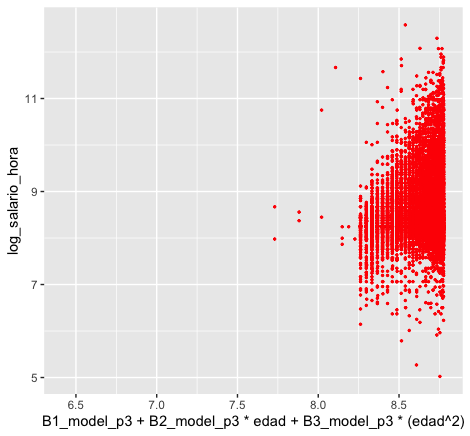 11
9
7
5
log_salario_hora
6.5 7.0 7.5 8.0 8.5
B1_model_p3 + B2_model_p3 * edad + B3_model_p3 * (edad^2)